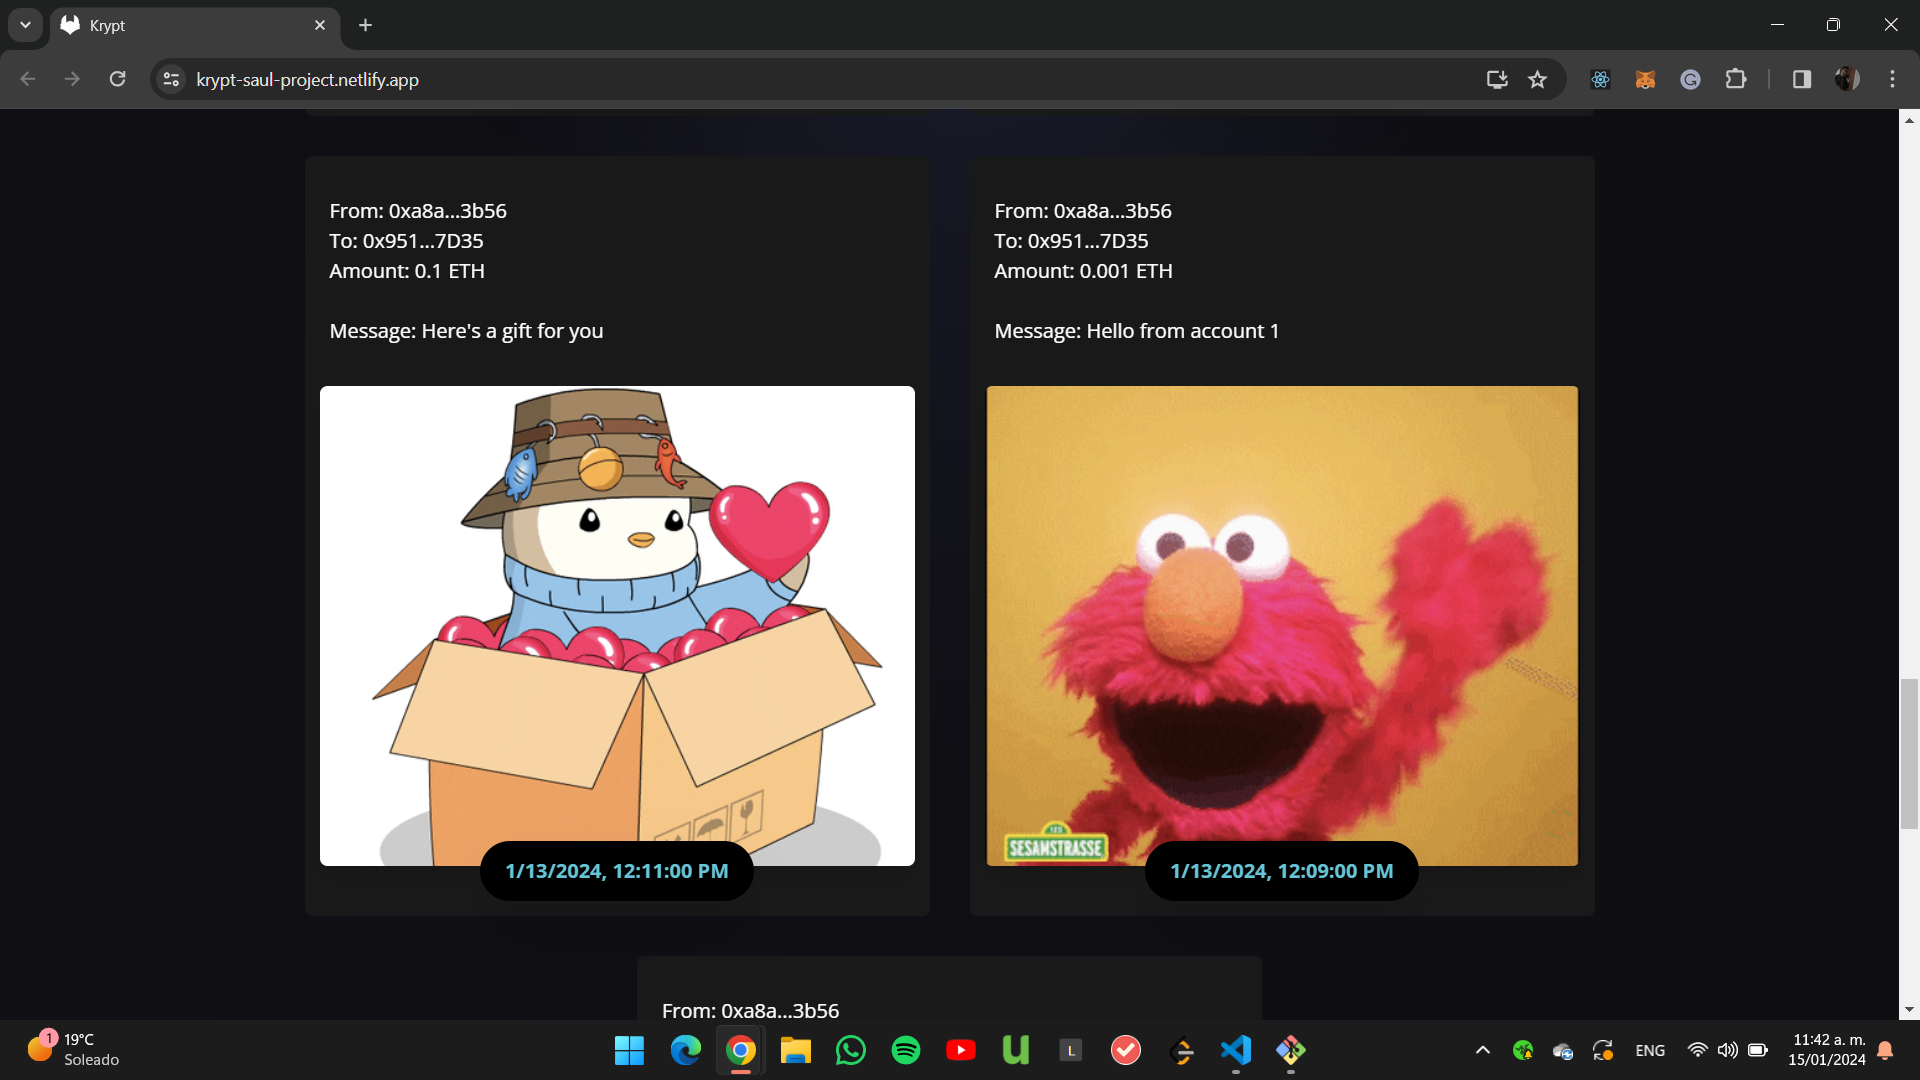 Krypt
krypt-saul-project.netlify.app
From: 0xa8a...3b56
To: 0x951...7D35
Amount: 0.1 ETH
Message: Here's a gift for you
1/13/2024, 12:11:00 PM
From: 0xa8a...3b56
To: 0x951...7D35
Amount: 0.001 ETH
Message: Hello from account 1
SESAMSTRASSE
1/13/2024, 12:09:00 PM
From: 0xa8a...3b56
1
19°C
Soleado
L
ENG
11:42 a. m.
15/01/2024